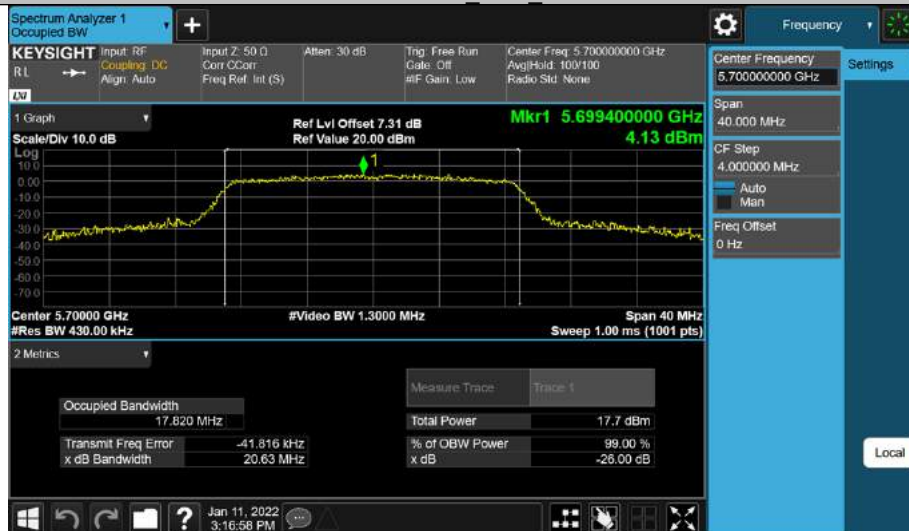 Spectrum Analyzer 1
Occupied BW
Frequency
KEYSIGHT
RL
LXI
Input: RF
Coupling: DC
Align: Auto
Input Z: 50 Ω
Corr CCorr
Freq Ref: Int (S)
Atten: 30 dB
Trig: Free Run
Gate: Off
#IF Gain: Low
Center Freq: 5.700000000 GHz
Avg|Hold: 100/100
Radio Std: None
Center Frequency
5.700000000 GHz
Settings
Span
40.000 MHz
CF Step
4.000000 MHz
Auto
Man
Freq Offset
0 Hz
Local
1 Graph
Scale/Div 10.0 dB
Ref Lvl Offset 7.31 dB
Ref Value 20.00 dBm
Mkr1 5.699400000 GHz
4.13 dBm
Log
10.0
0.00
-10.0
-20.0
-30.0
-40.0
-50.0
-60.0
-70.0
1
Center 5.70000 GHz
#Res BW 430.00 kHz
#Video BW 1.3000 MHz
Span 40 MHz
Sweep 1.00 ms (1001 pts)
2 Metrics
Measure Trace
Trace 1
Occupied Bandwidth
17.820 MHz
Total Power
17.7 dBm
Transmit Freq Error
-41.816 kHz
% of OBW Power
99.00 %
x dB Bandwidth
20.63 MHz
x dB
-26.00 dB
?
Jan 11, 2022
3:16:58 PM